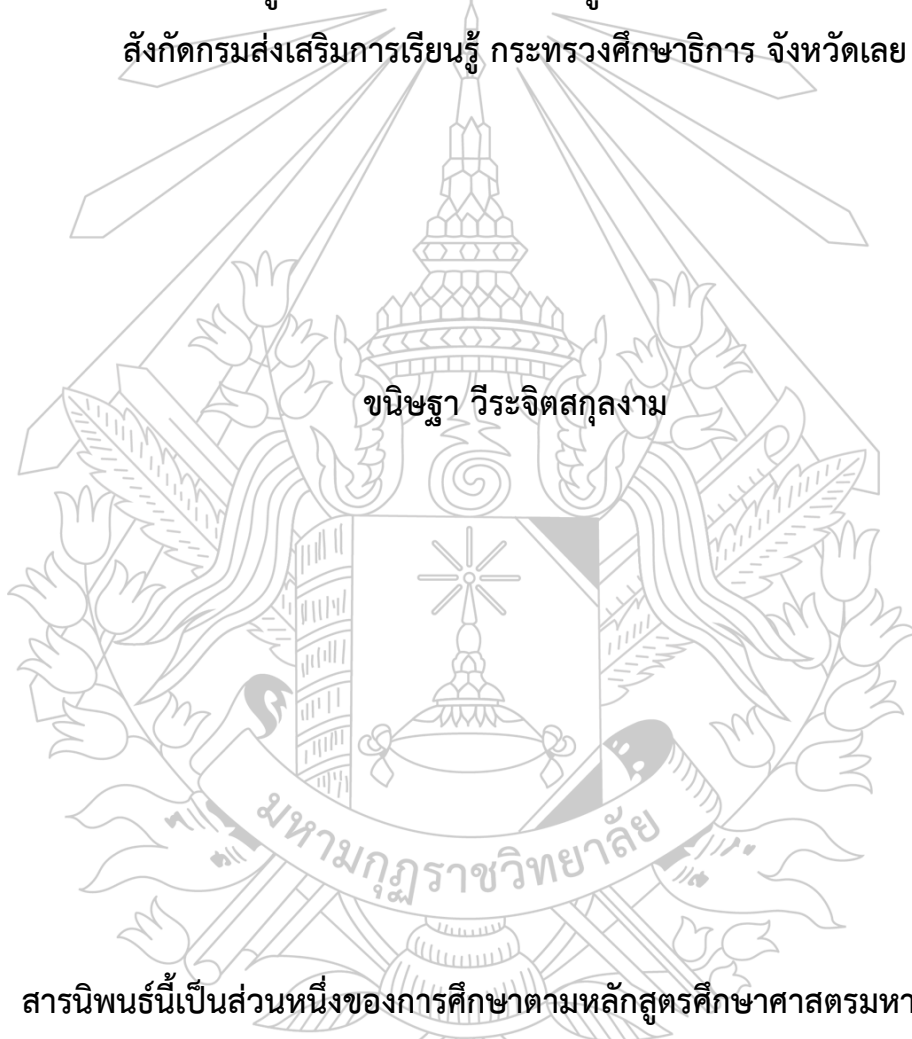 สังกัดกรมส่งเสริมการเรียนรู้ กระทรวงศึกษาธิการ จังหวัดเลย
ขนิษฐา วีระจิตสกุลงาม
มหามกุฏราชวิทยาลัย
สารนิพนธ์นี้เป็นส่วนหนึ่งของการศึกษาตามหลักสูตรศึกษาศาสตรมหา